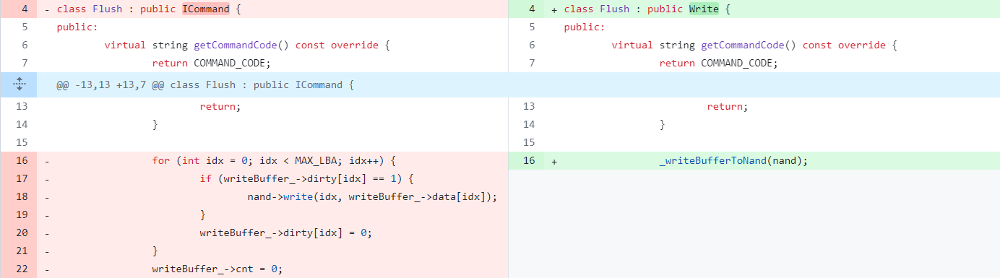 4 - class Flush : public ICommand {
5 public:
6 virtual string getCommandCode() const override {
7 return COMMAND_CODE;
@@ -13,13 +13,7 @@ class Flush : public ICommand {
13 return;
14 }
15
16 - for (int idx = 0; idx < MAX_LBA; idx++) {
17 - if (writeBuffer_->dirty[idx] == 1) {
18 - nand->write(idx, writeBuffer_->data[idx]);
19 - }
20 - writeBuffer_->dirty[idx] = 0;
21 - }
22 - writeBuffer_->cnt = 0;
4 + class Flush : public Write {
5 public:
6 virtual string getCommandCode() const override {
7 return COMMAND_CODE;
13 return;
14 }
15
16 + _writeBufferToNand(nand);